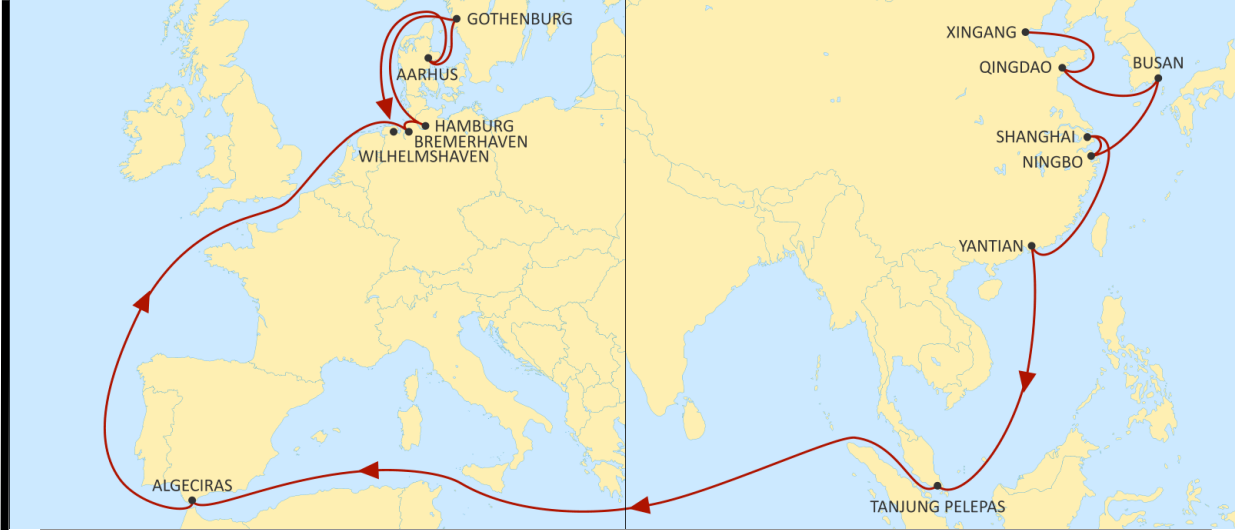 GOTHENBURG
AARHUS
HAMBURG
BREMERHAVEN
WILHELMSHAVEN
ALGECIRAS
XINGANG
QINGDAO
BUSAN
SHANGHAI
NINGBO
YANTIAN
TANJUNG PELEPAS